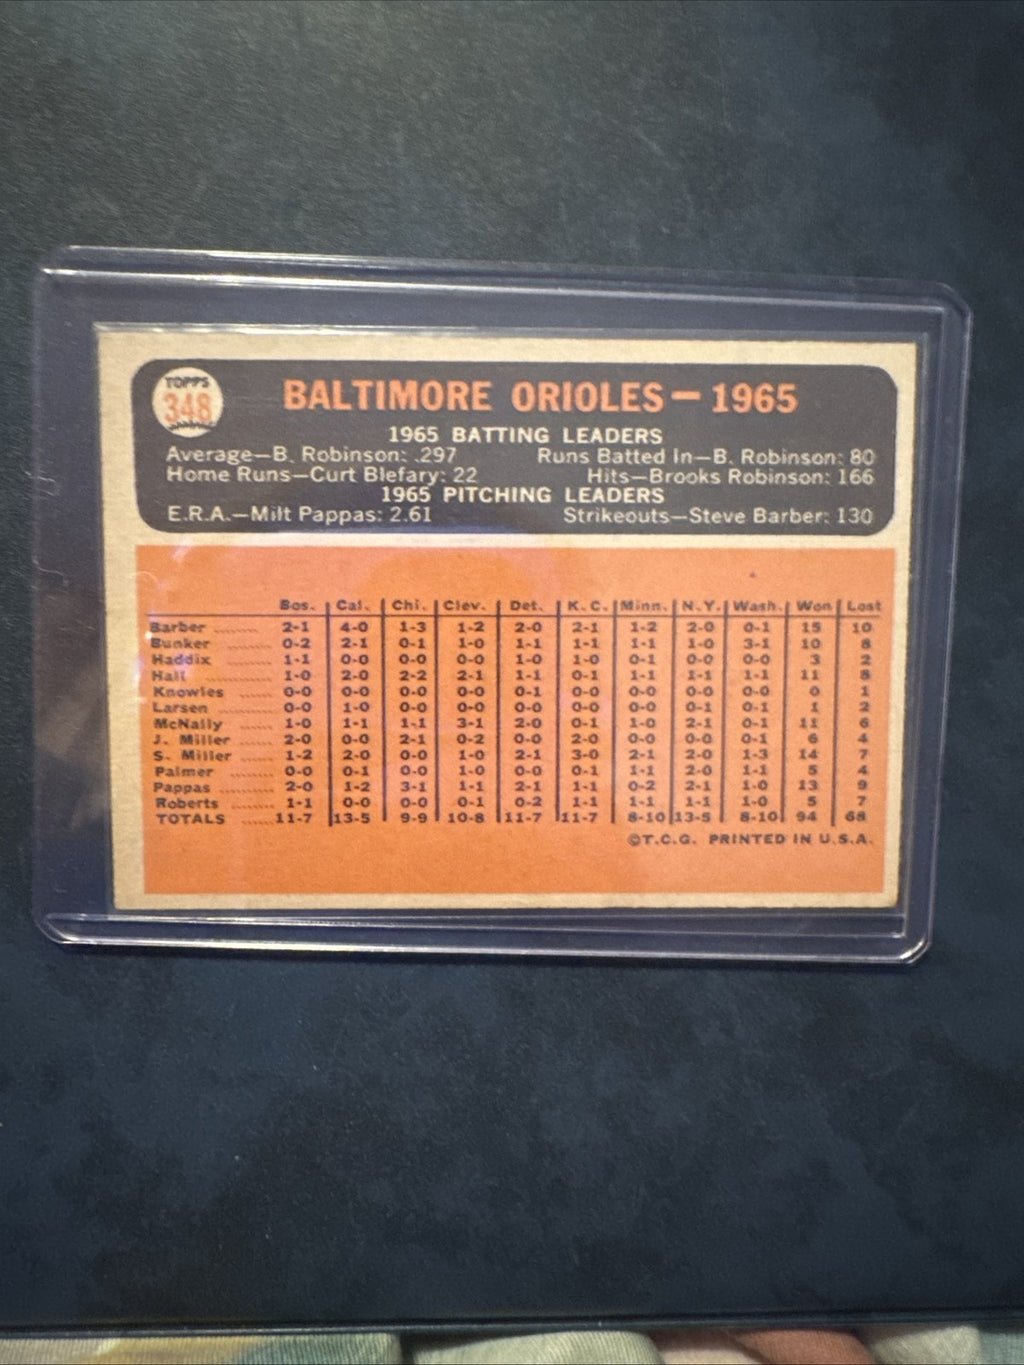 TOPPS
348
BALTIMORE ORIOLES—1965
1965 BATTING LEADERS
Average—B. Robinson: .297 Runs Batted In—B. Robinson: 80
Home Runs—Curt Blefary: 22 Hits—Brooks Robinson: 166
1965 PITCHING LEADERS
E.R.A.—Milt Pappas: 2.61 Strikeouts—Steve Barber: 130
Bos. Cal. Chi. Clev. Det. K.C. Minn. N.Y. Wash. Won Lost
Barber ........ 2-1 4-0 1-3 1-2 2-0 2-1 1-2 2-0 0-1 15 10
Bunker ........ 0-2 2-1 0-1 1-0 1-1 1-1 1-1 1-0 3-1 10 8
Haddix ........ 1-1 0-0 0-0 0-0 1-0 1-0 0-1 0-0 0-0 3 2
Hall ........ 1-0 2-0 2-2 2-1 1-1 0-1 1-1 1-1 1-1 11 8
Knowles ........ 0-0 0-0 0-0 0-0 0-1 0-0 0-0 0-0 0-0 0 1
Larsen ........ 0-0 1-0 0-0 0-0 0-0 0-0 0-0 0-1 0-1 1 2
McNally ........ 1-0 1-1 1-1 3-1 2-0 0-1 1-0 2-1 0-1 11 6
J. Miller ........ 2-0 0-0 2-1 0-2 0-0 2-0 0-0 0-0 0-1 6 4
S. Miller ........ 1-2 2-0 0-0 1-0 2-1 3-0 2-1 2-0 1-3 14 7
Palmer ........ 0-0 0-1 0-0 1-0 0-0 0-1 1-1 2-0 1-1 5 4
Pappas ........ 2-0 1-2 3-1 1-1 2-1 1-1 0-2 2-1 1-0 13 9
Roberts ........ 1-1 0-0 0-0 0-1 0-2 1-1 1-1 1-1 1-0 5 7
TOTALS ........ 11-7 13-5 9-9 10-8 11-7 11-7 8-10 13-5 8-10 94 68
©T.C.G. PRINTED IN U.S.A.